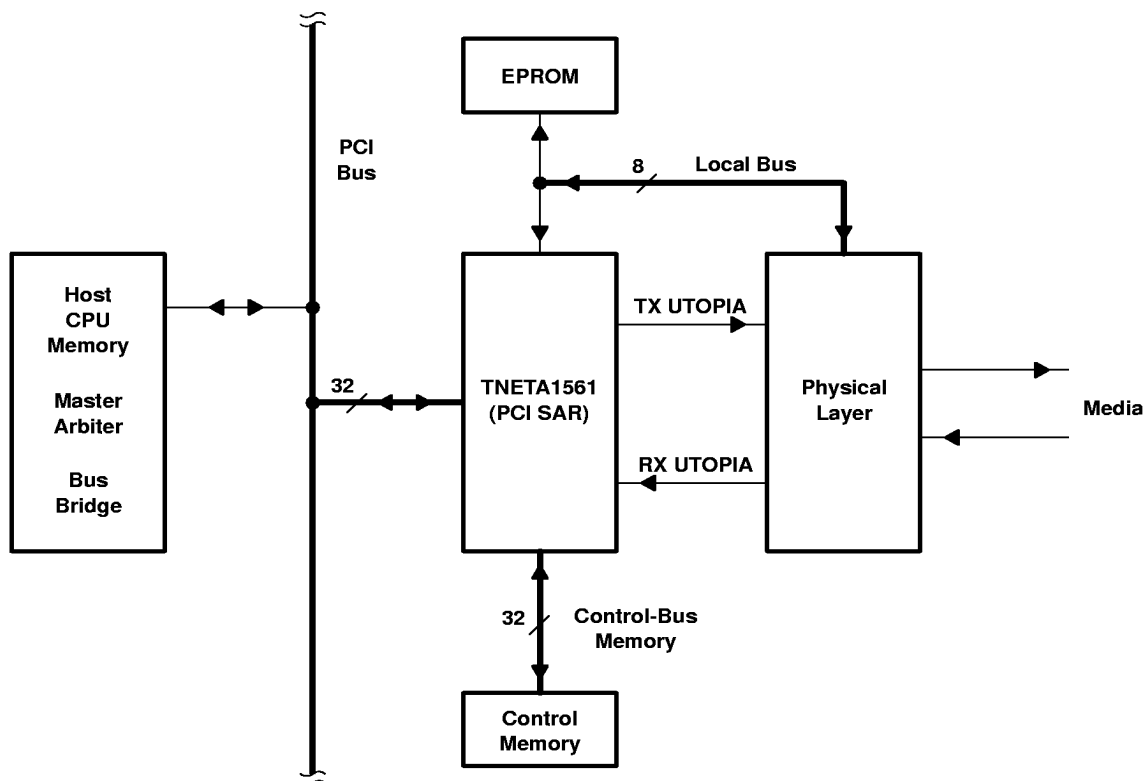 EPROM
PCI
Bus
8
Local Bus
Host
CPU
Memory
Master
Arbiter
Bus
Bridge
32
TNETA1561
(PCI SAR)
TX UTOPIA
RX UTOPIA
Physical
Layer
Media
32
Control-Bus
Memory
Control
Memory